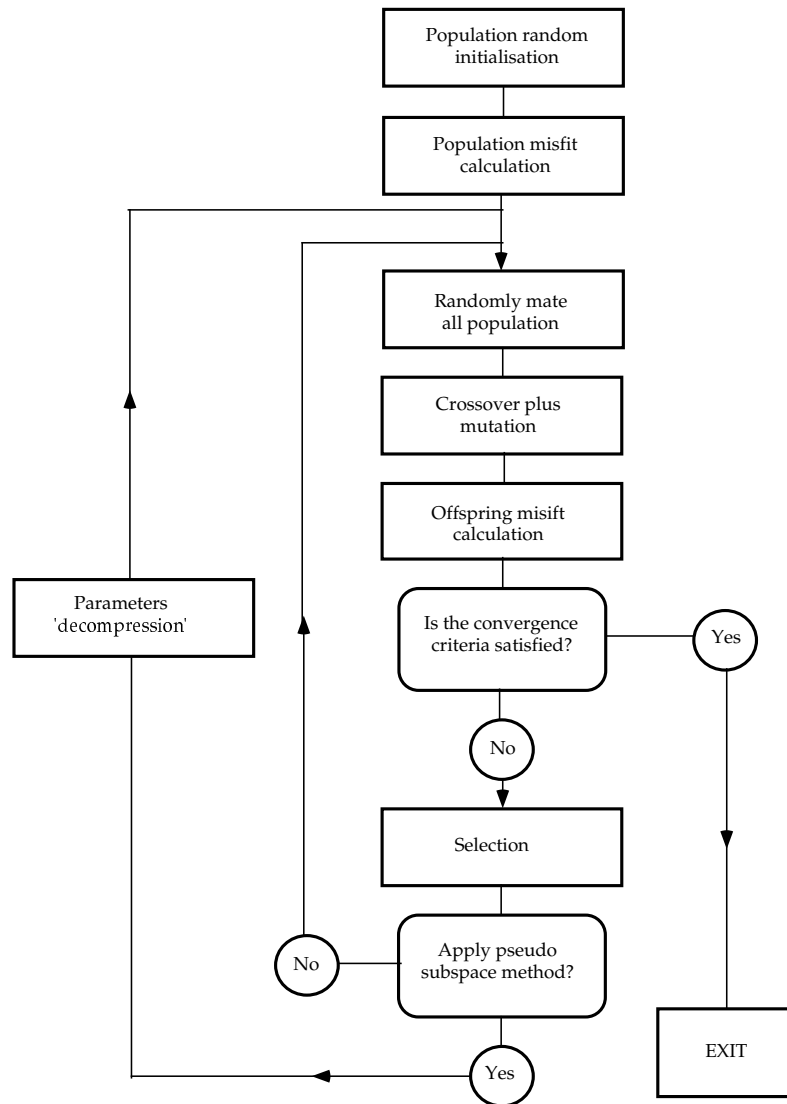 Population random
initialisation
Population misfit
calculation
Randomly mate
all population
Crossover plus
mutation
Offspring misift
calculation
Parameters
'decompression'
Is the convergence
criteria satisfied?
Yes
No
Selection
Apply pseudo
subspace method?
No
EXIT
Yes